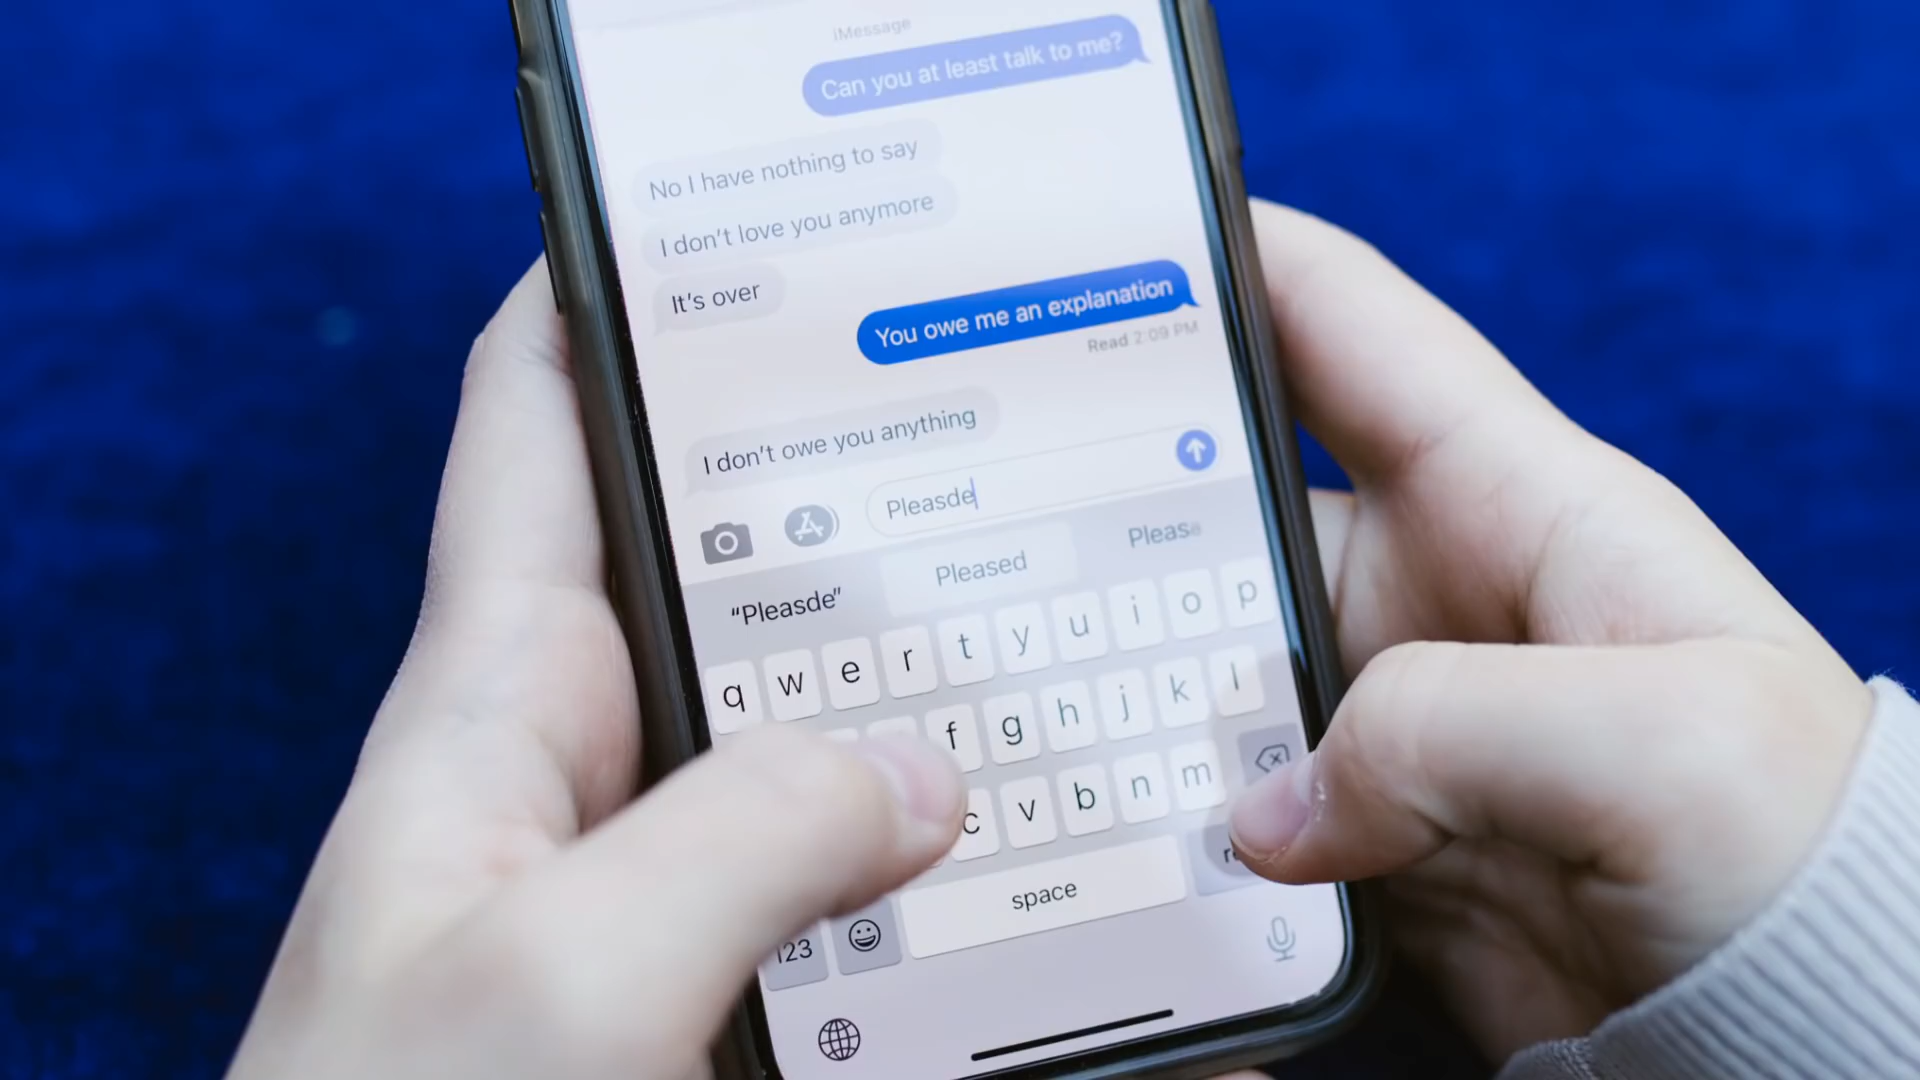 iMessage
Can you at least talk to me?
No I have nothing to say
I don't love you anymore
It's over
You owe me an explanation
Read 2:09 PM
I don't owe you anything
Pleasde
“Pleasde” Pleased Please
q w e r t y u i o p
f g h j k l
c v b n m
123 space